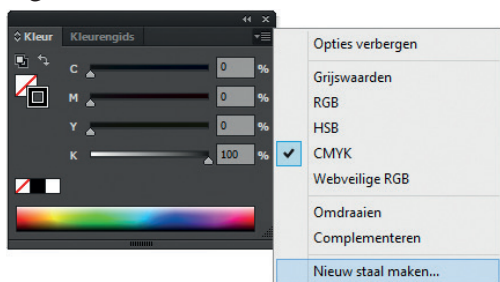 Kleur Kleurengids
C 0 %
M 0 %
Y 0 %
K 100 %
Opties verbergen
Grijswaarden
RGB
HSB
CMYK
Webveilige RGB
Omdraaien
Complementeren
Nieuw staal maken...